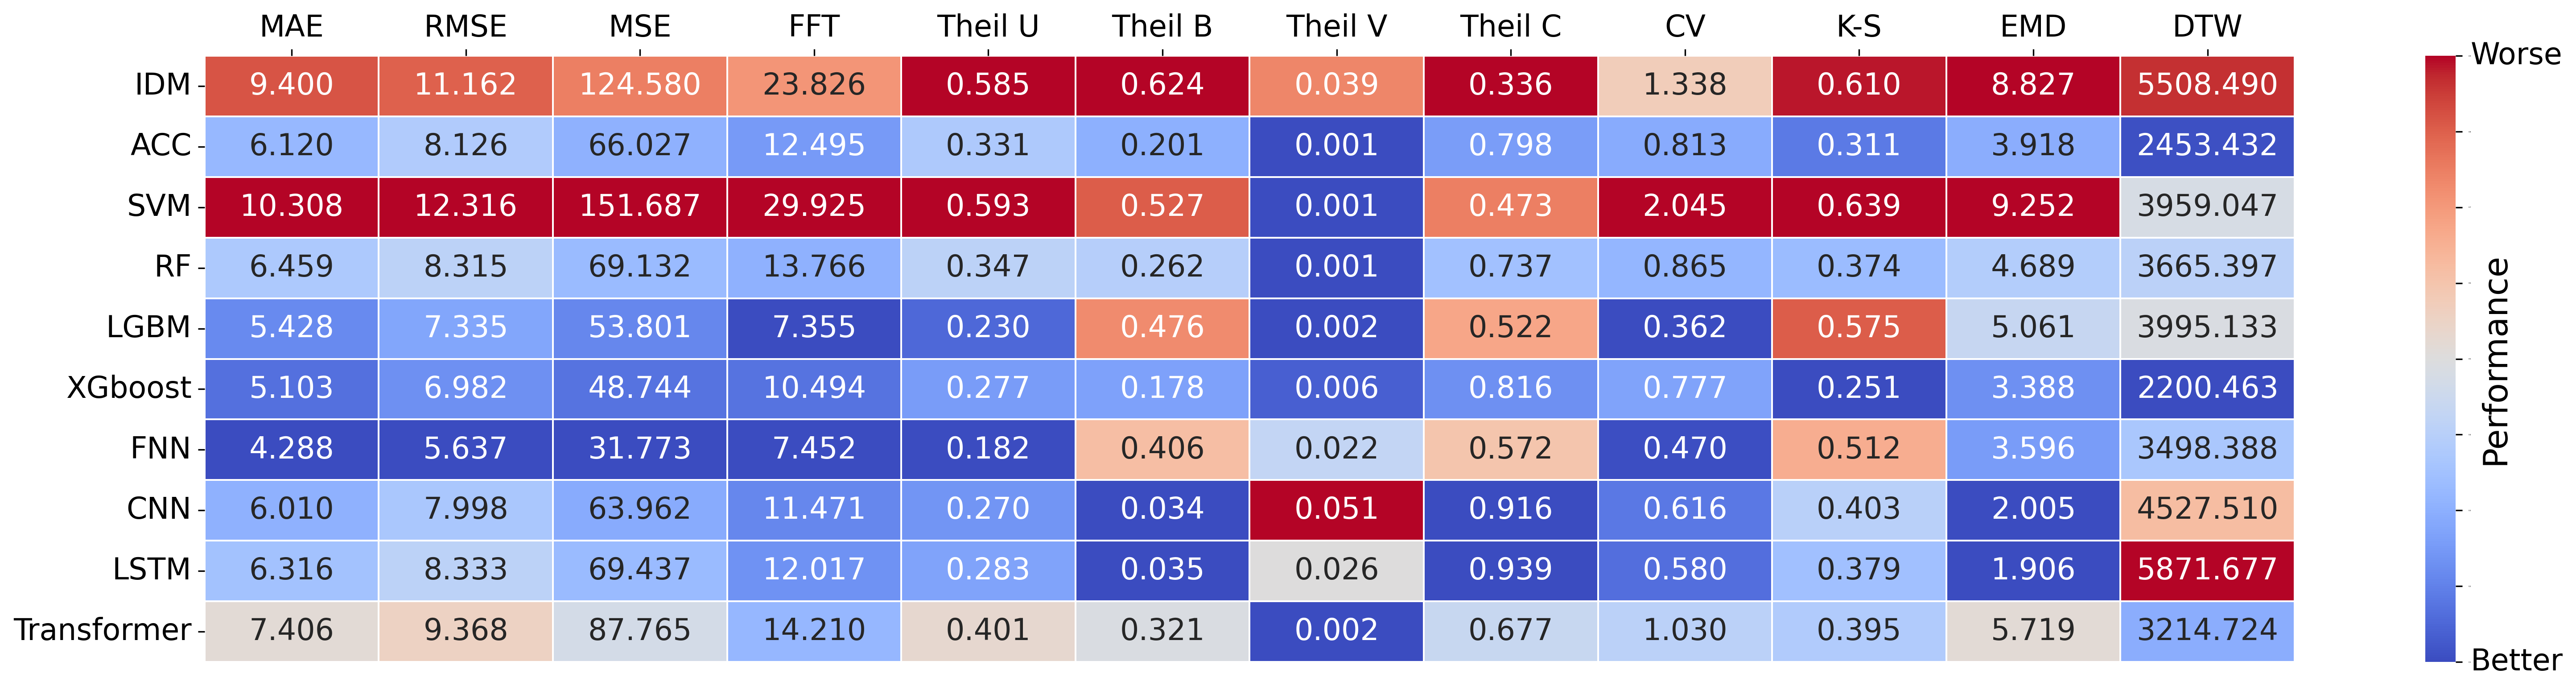 MAE RMSE MSE FFT Theil U Theil B Theil V Theil C CV K-S EMD DTW
IDM 9.400 11.162 124.580 23.826 0.585 0.624 0.039 0.336 1.338 0.610 8.827 5508.490
ACC 6.120 8.126 66.027 12.495 0.331 0.201 0.001 0.798 0.813 0.311 3.918 2453.432
SVM 10.308 12.316 151.687 29.925 0.593 0.527 0.001 0.473 2.045 0.639 9.252 3959.047
RF 6.459 8.315 69.132 13.766 0.347 0.262 0.001 0.737 0.865 0.374 4.689 3665.397
LGBM 5.428 7.335 53.801 7.355 0.230 0.476 0.002 0.522 0.362 0.575 5.061 3995.133
XGboost 5.103 6.982 48.744 10.494 0.277 0.178 0.006 0.816 0.777 0.251 3.388 2200.463
FNN 4.288 5.637 31.773 7.452 0.182 0.406 0.022 0.572 0.470 0.512 3.596 3498.388
CNN 6.010 7.998 63.962 11.471 0.270 0.034 0.051 0.916 0.616 0.403 2.005 4527.510
LSTM 6.316 8.333 69.437 12.017 0.283 0.035 0.026 0.939 0.580 0.379 1.906 5871.677
Transformer 7.406 9.368 87.765 14.210 0.401 0.321 0.002 0.677 1.030 0.395 5.719 3214.724
Worse
Performance
Better